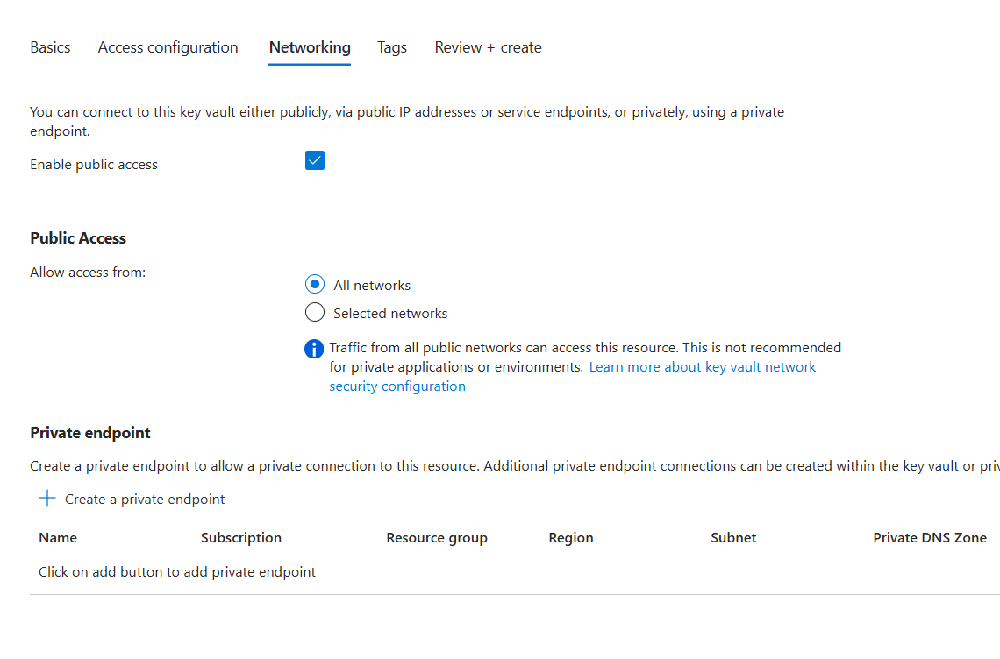 Basics Access configuration Networking Tags Review + create
You can connect to this key vault either publicly, via public IP addresses or service endpoints, or privately, using a private
endpoint.
Enable public access
Public Access
Allow access from:
All networks
Selected networks
Traffic from all public networks can access this resource. This is not recommended
for private applications or environments. Learn more about key vault network
security configuration
Private endpoint
Create a private endpoint to allow a private connection to this resource. Additional private endpoint connections can be created within the key vault or
Create a private endpoint
Name Subscription Resource group Region Subnet Private DNS Zone
Click on add button to add private endpoint